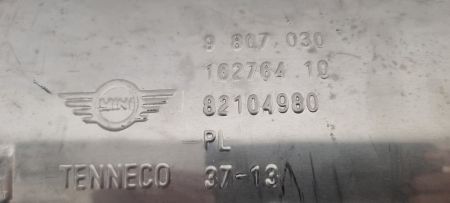 9 807 030
162764 10
MINI
82104980
PL
TENNECO 37-13